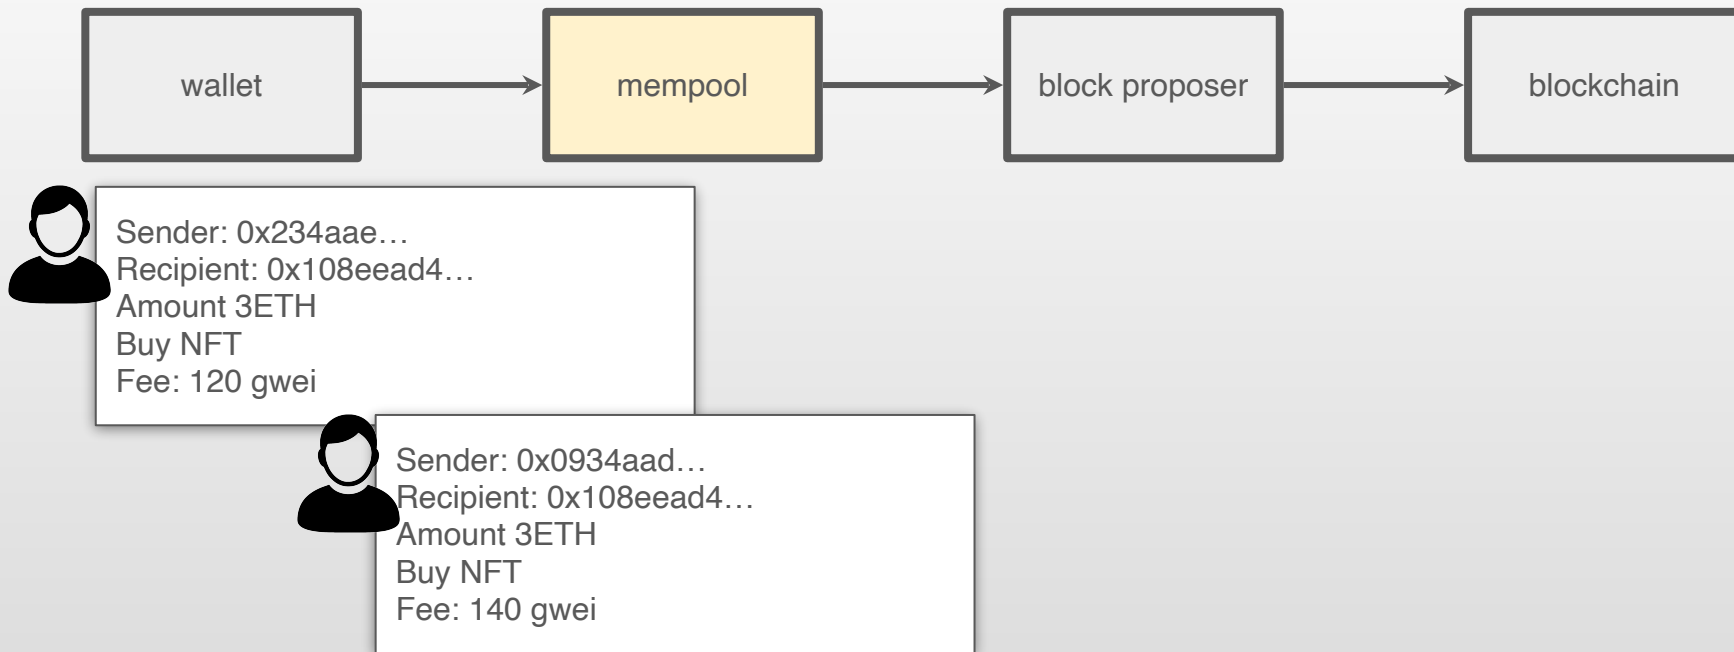 wallet
mempool
block proposer
blockchain
Sender: 0x234aae…
Recipient: 0x108eead4…
Amount 3ETH
Buy NFT
Fee: 120 gwei
Sender: 0x0934aad…
Recipient: 0x108eead4…
Amount 3ETH
Buy NFT
Fee: 140 gwei